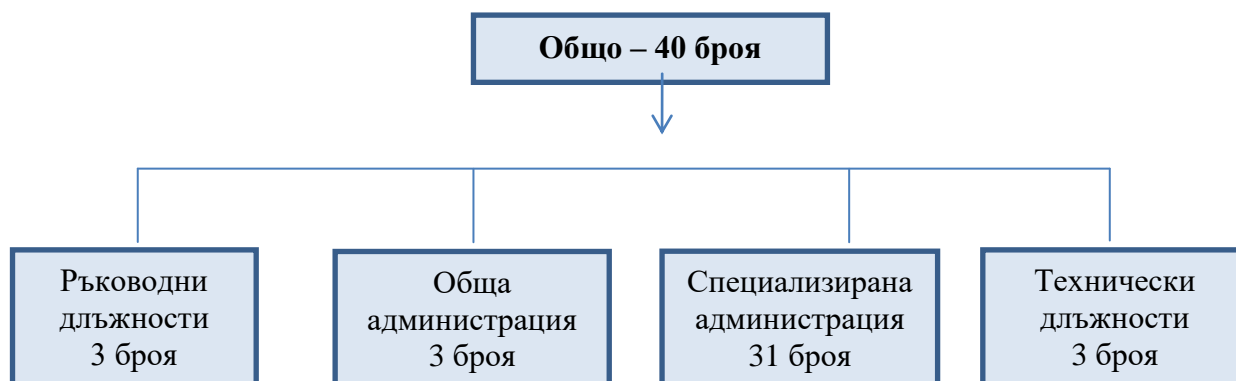 Общо – 40 броя
Ръководни
длъжности
3 броя
Обща
администрация
3 броя
Специализирана
администрация
31 броя
Технически
длъжности
3 броя